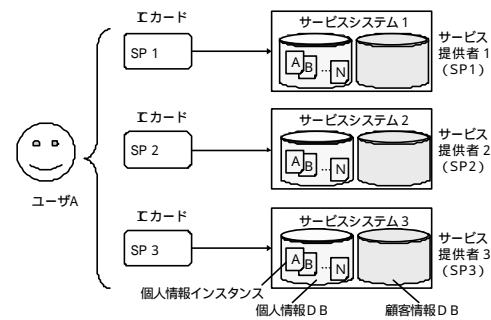 ICカード
サービスシステム1
サービス
提供者1
(SP1)
SP 1
A
B
...
N
ICカード
サービスシステム2
サービス
提供者2
(SP2)
SP 2
A
B
...
N
ユーザA
ICカード
サービスシステム3
サービス
提供者3
(SP3)
SP 3
A
B
...
N
個人情報インスタンス
個人情報DB
顧客情報DB